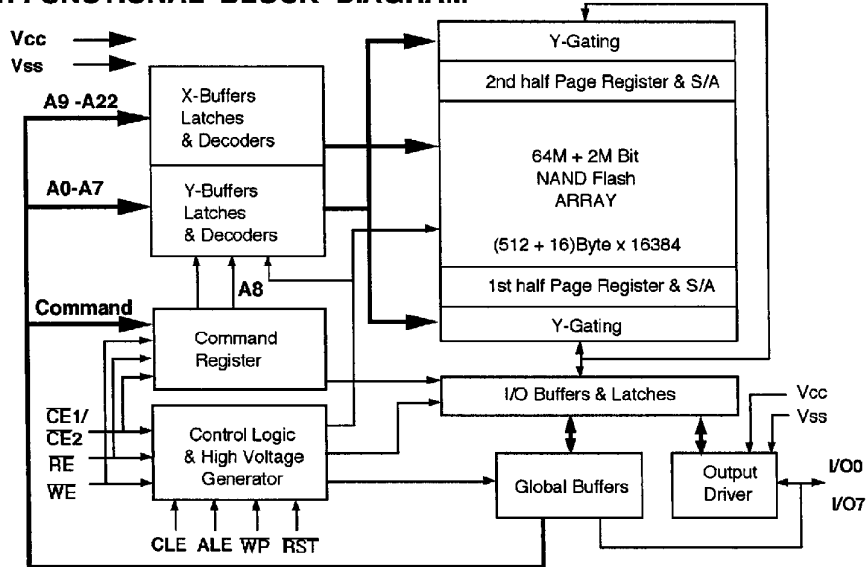 FUNCTIONAL BLOCK DIAGRAM
Vcc
Vss
A9 -A22
A0-A7
Command
X-Buffers
Latches
& Decoders
Y-Buffers
Latches
& Decoders
A8
Command
Register
CE1/
CE2
RE
WE
Control Logic
& High Voltage
Generator
CLE ALE WP RST
Y-Gating
2nd half Page Register & S/A
64M + 2M Bit
NAND Flash
ARRAY
(512 + 16)Byte x 16384
1st half Page Register & S/A
Y-Gating
I/O Buffers & Latches
Vcc
Vss
Global Buffers
Output
Driver
I/O0
I/O7